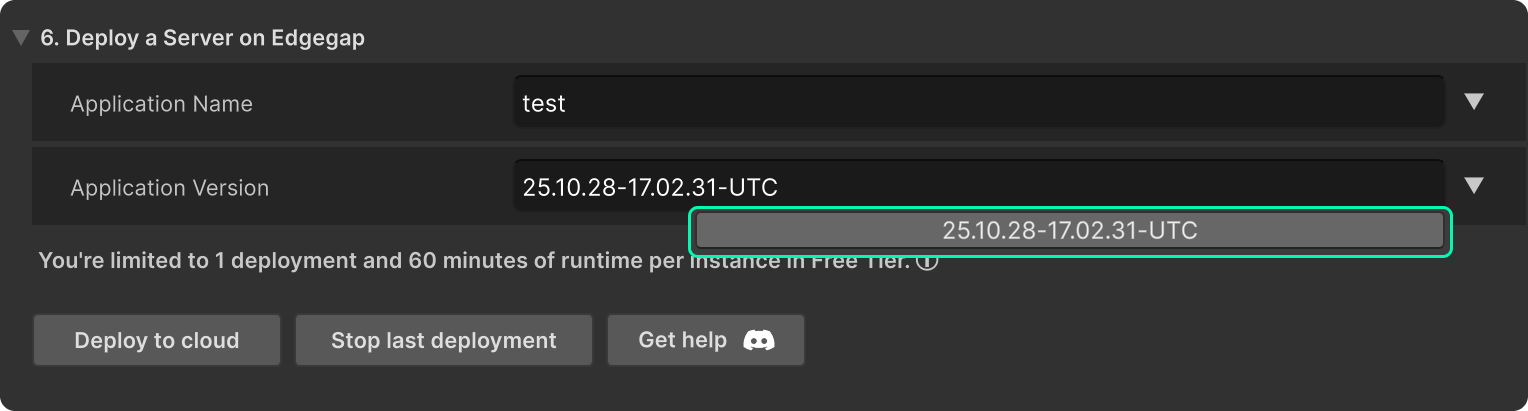 6. Deploy a Server on Edgegap
Application Name
test
Application Version
25.10.28-17.02.31-UTC
25.10.28-17.02.31-UTC
You're limited to 1 deployment and 60 minutes of runtime per instance in Free Tier.
Deploy to cloud
Stop last deployment
Get help